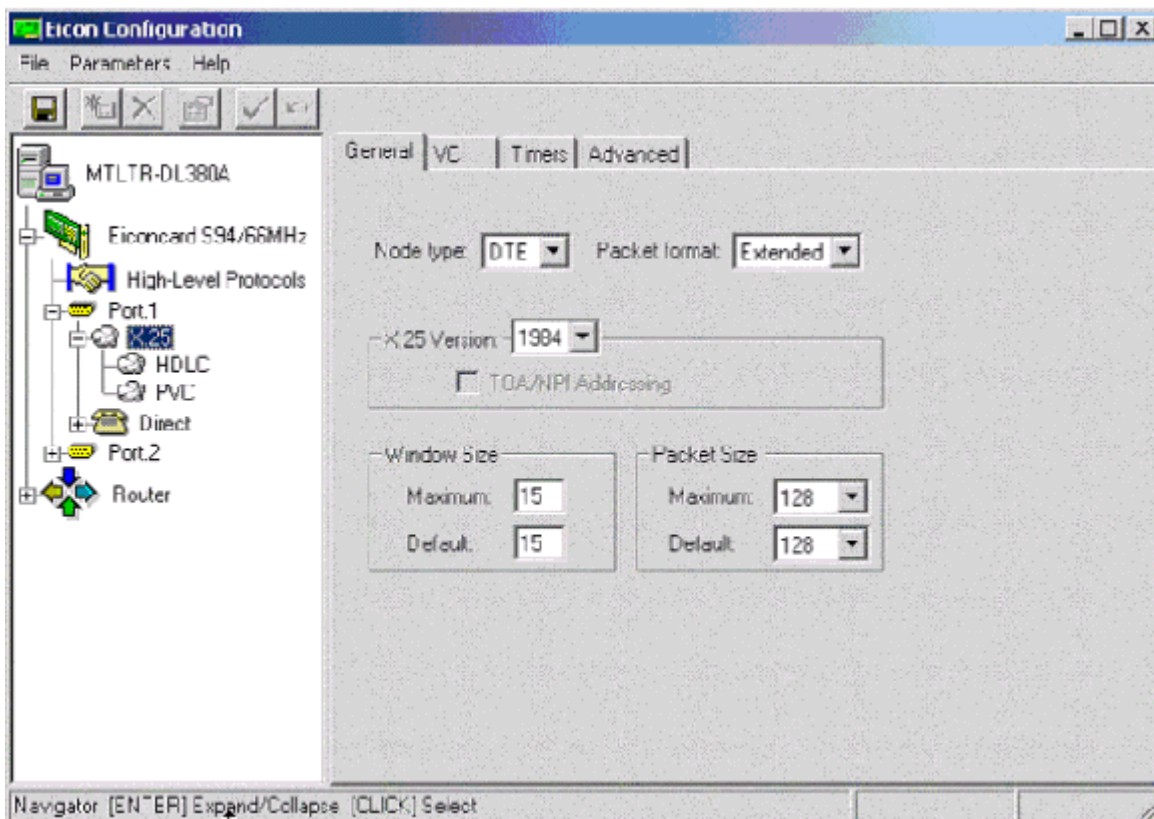 Eicon Configuration
File Parameters Help
MTLTR-DL380A
Eiconcard S94/66MHz
High-Level Protocols
Port.1
X.25
HDLC
PVC
Direct
Port.2
Router
General VC Timers Advanced
Node type: DTE Packet format: Extended
X.25 Version: 1984
TOA/NPI Addressing
Window Size
Maximum: 15
Default: 15
Packet Size
Maximum: 128
Default: 128
Navigator [ENTER] Expand/Collapse [CLICK] Select